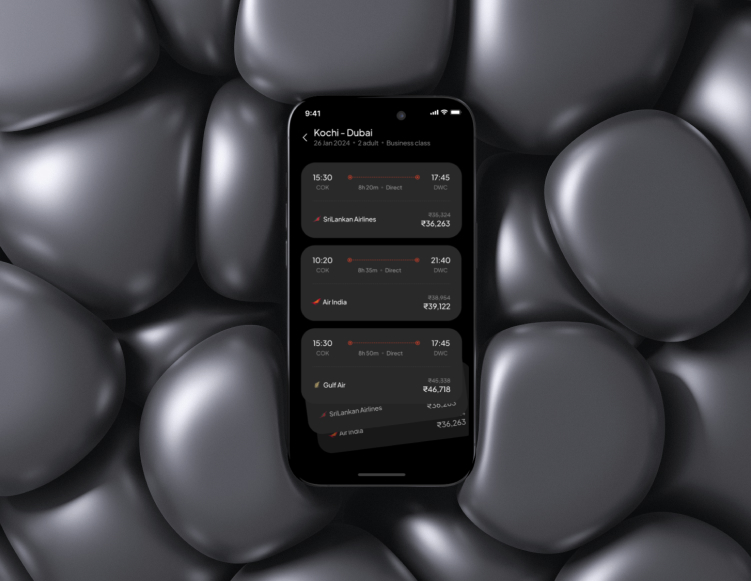 9:41
Kochi – Dubai
26 Jan 2024 • 2 adult • Business class
15:30 17:45
COK 8h 20m • Direct DWC
₹35,324
SriLankan Airlines ₹36,263
10:20 21:40
COK 8h 35m • Direct DWC
₹38,954
Air India ₹39,122
15:30 17:45
COK 8h 50m • Direct DWC
₹45,338
Gulf Air ₹46,718
SriLankan Airlines
Air India ₹36,263